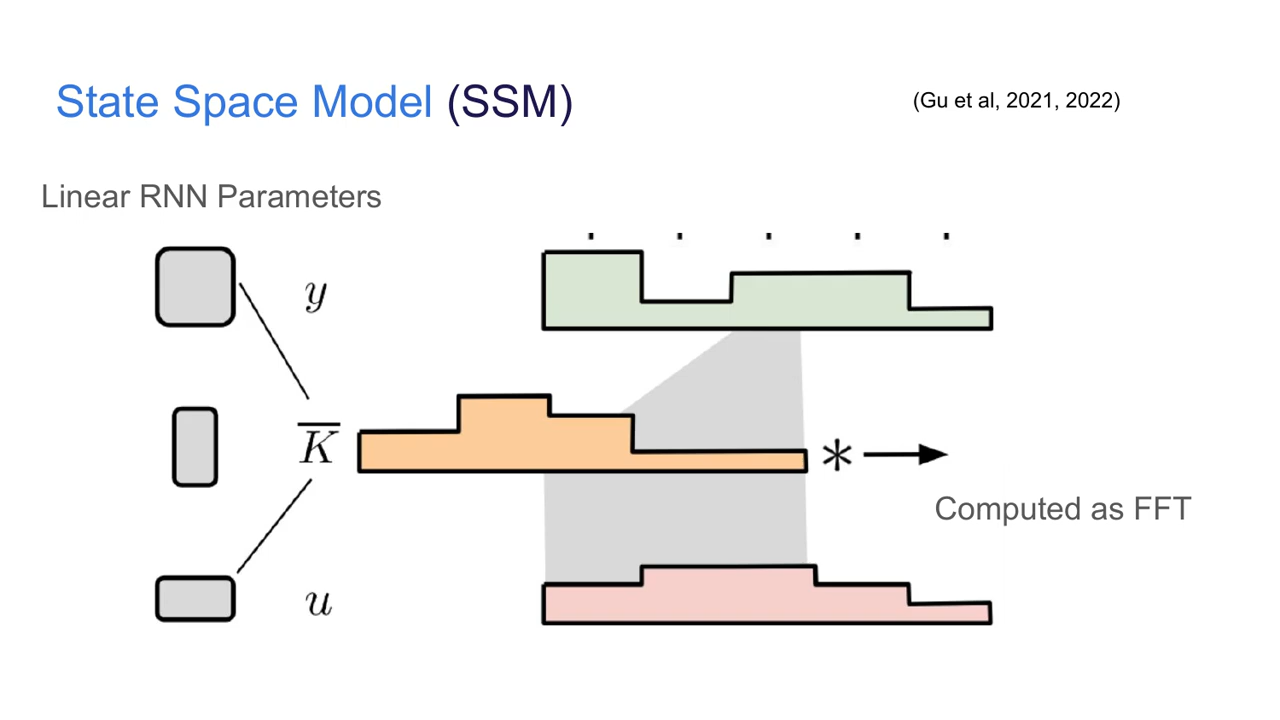 State Space Model (SSM)
(Gu et al, 2021, 2022)
Linear RNN Parameters
y
K̅
*
Computed as FFT
u